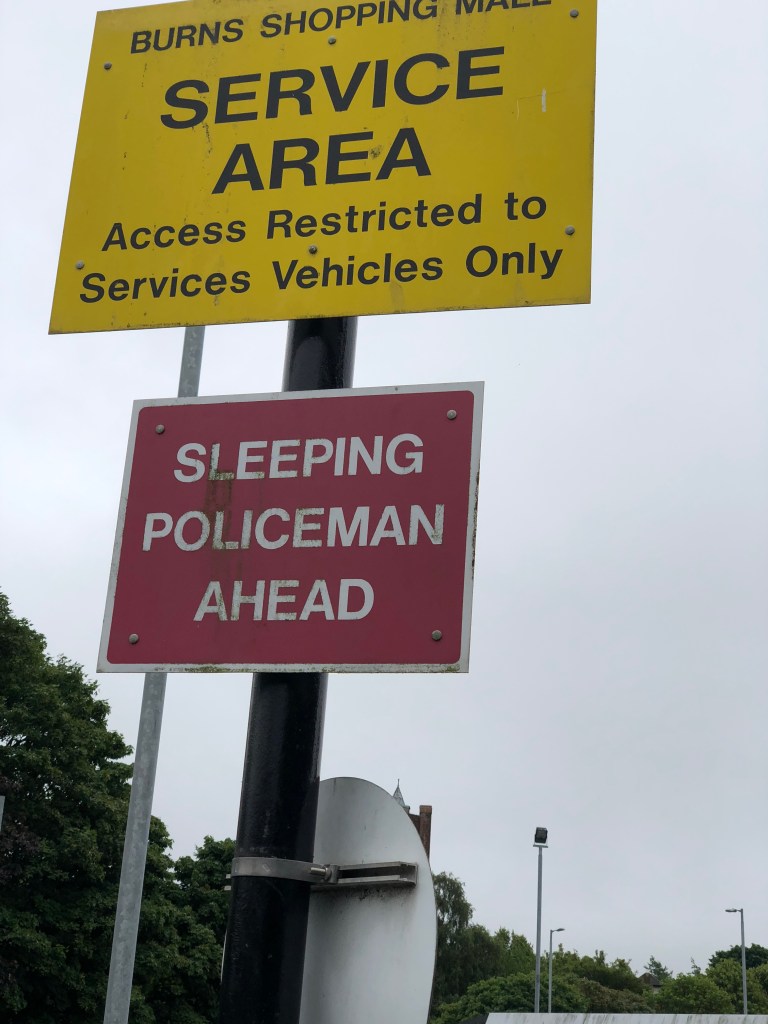 BURNS SHOPPING MALL
SERVICE
AREA
Access Restricted to
Services Vehicles Only
SLEEPING
POLICEMAN
AHEAD